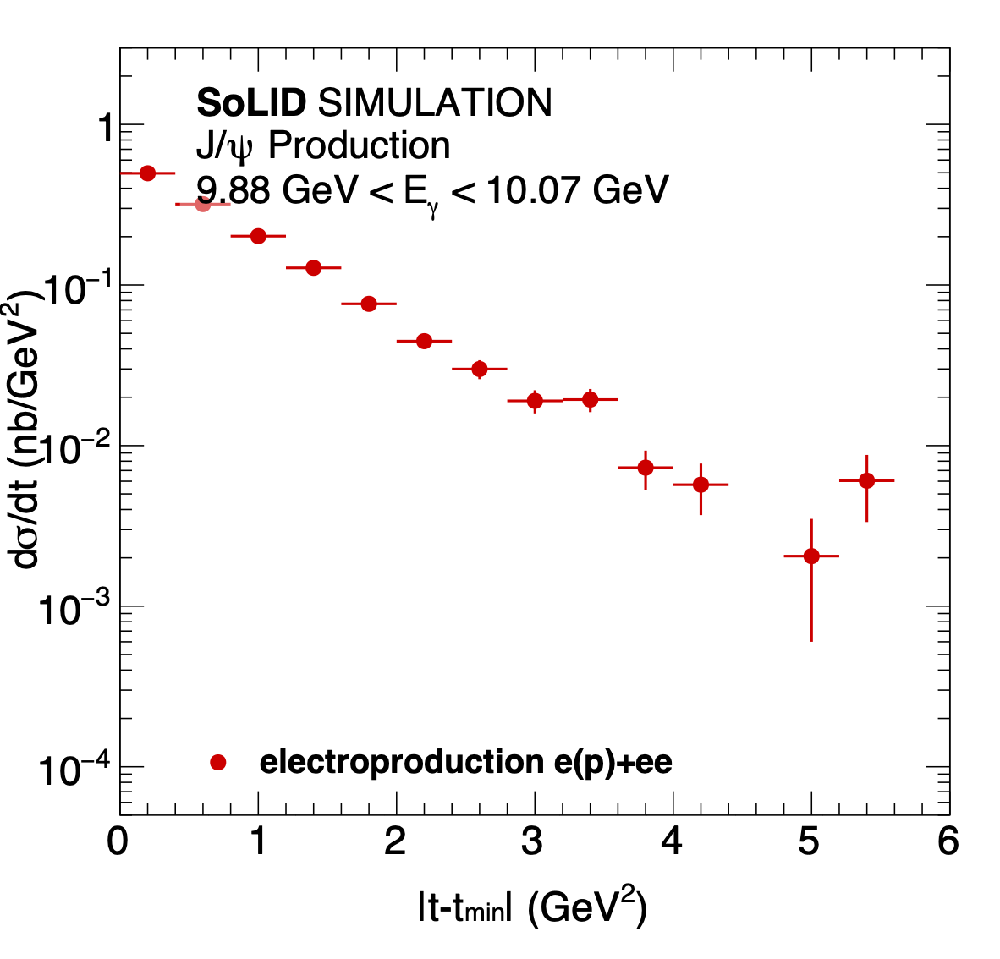 SoLID SIMULATION
J/ψ Production
9.88 GeV < Eγ < 10.07 GeV
1
10⁻¹
10⁻²
10⁻³
10⁻⁴
dσ/dt (nb/GeV²)
electroproduction e(p)+ee
0 1 2 3 4 5 6
|t-tmin| (GeV²)